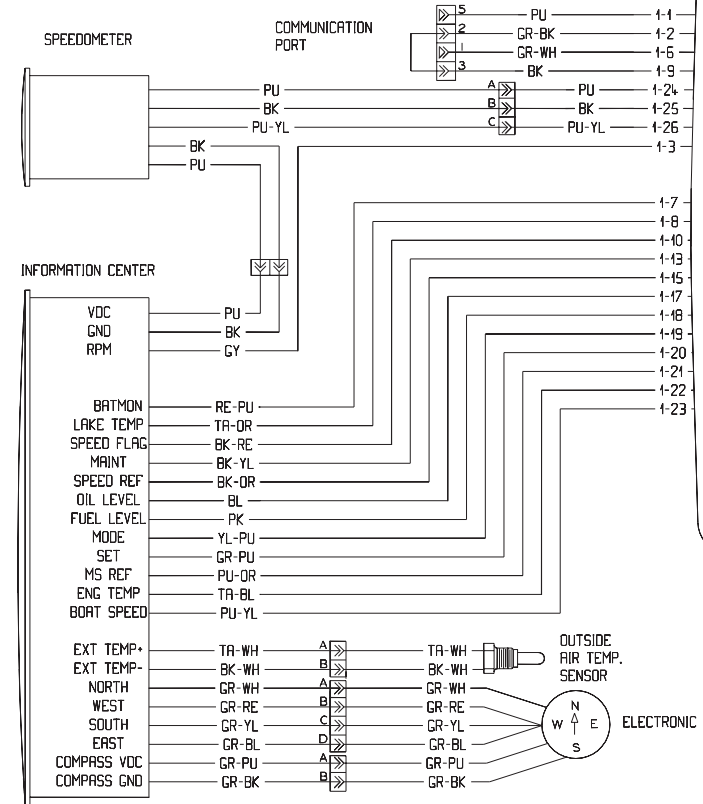 5 PU 1-1
COMMUNICATION PORT
2 GR-BK 1-2
SPEEDOMETER
1 GR-WH 1-6
3 BK 1-9
PU A PU 1-24
BK B BK 1-25
PU-YL C PU-YL 1-26
BK 1-3
PU
1-7
1-8
1-10
INFORMATION CENTER
1-13
1-15
1-17
VDC PU 1-18
GND BK 1-19
RPM GY 1-20
1-21
1-22
BATMON RE-PU 1-23
LAKE TEMP TA-OR
SPEED FLAG BK-RE
MAINT BK-YL
SPEED REF BK-OR
OIL LEVEL BL
FUEL LEVEL PK
MODE YL-PU
SET GR-PU
MS REF PU-OR
ENG TEMP TA-BL
BOAT SPEED PU-YL
EXT TEMP+ TA-WH A TA-WH
OUTSIDE
AIR TEMP.
SENSOR
EXT TEMP- BK-WH B BK-WH
NORTH GR-WH A GR-WH
WEST GR-RE B GR-RE
SOUTH GR-YL C GR-YL
EAST GR-BL D GR-BL
N
W E
S
ELECTRONIC
COMPASS VDC GR-PU A GR-PU
COMPASS GND GR-BK B GR-BK